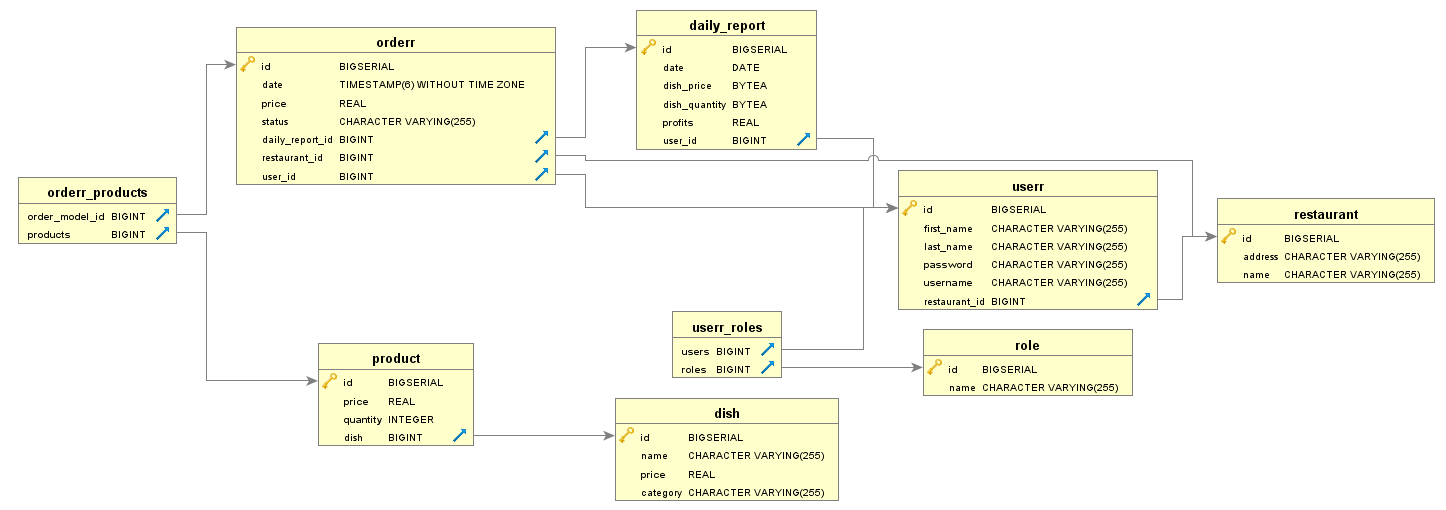 orderr
id BIGSERIAL
date TIMESTAMP(6) WITHOUT TIME ZONE
price REAL
status CHARACTER VARYING(255)
daily_report_id BIGINT
restaurant_id BIGINT
user_id BIGINT
daily_report
id BIGSERIAL
date DATE
dish_price BYTEA
dish_quantity BYTEA
profits REAL
user_id BIGINT
orderr_products
order_model_id BIGINT
products BIGINT
userr
id BIGSERIAL
first_name CHARACTER VARYING(255)
last_name CHARACTER VARYING(255)
password CHARACTER VARYING(255)
username CHARACTER VARYING(255)
restaurant_id BIGINT
restaurant
id BIGSERIAL
address CHARACTER VARYING(255)
name CHARACTER VARYING(255)
userr_roles
users BIGINT
roles BIGINT
role
id BIGSERIAL
name CHARACTER VARYING(255)
product
id BIGSERIAL
price REAL
quantity INTEGER
dish BIGINT
dish
id BIGSERIAL
name CHARACTER VARYING(255)
price REAL
category CHARACTER VARYING(255)